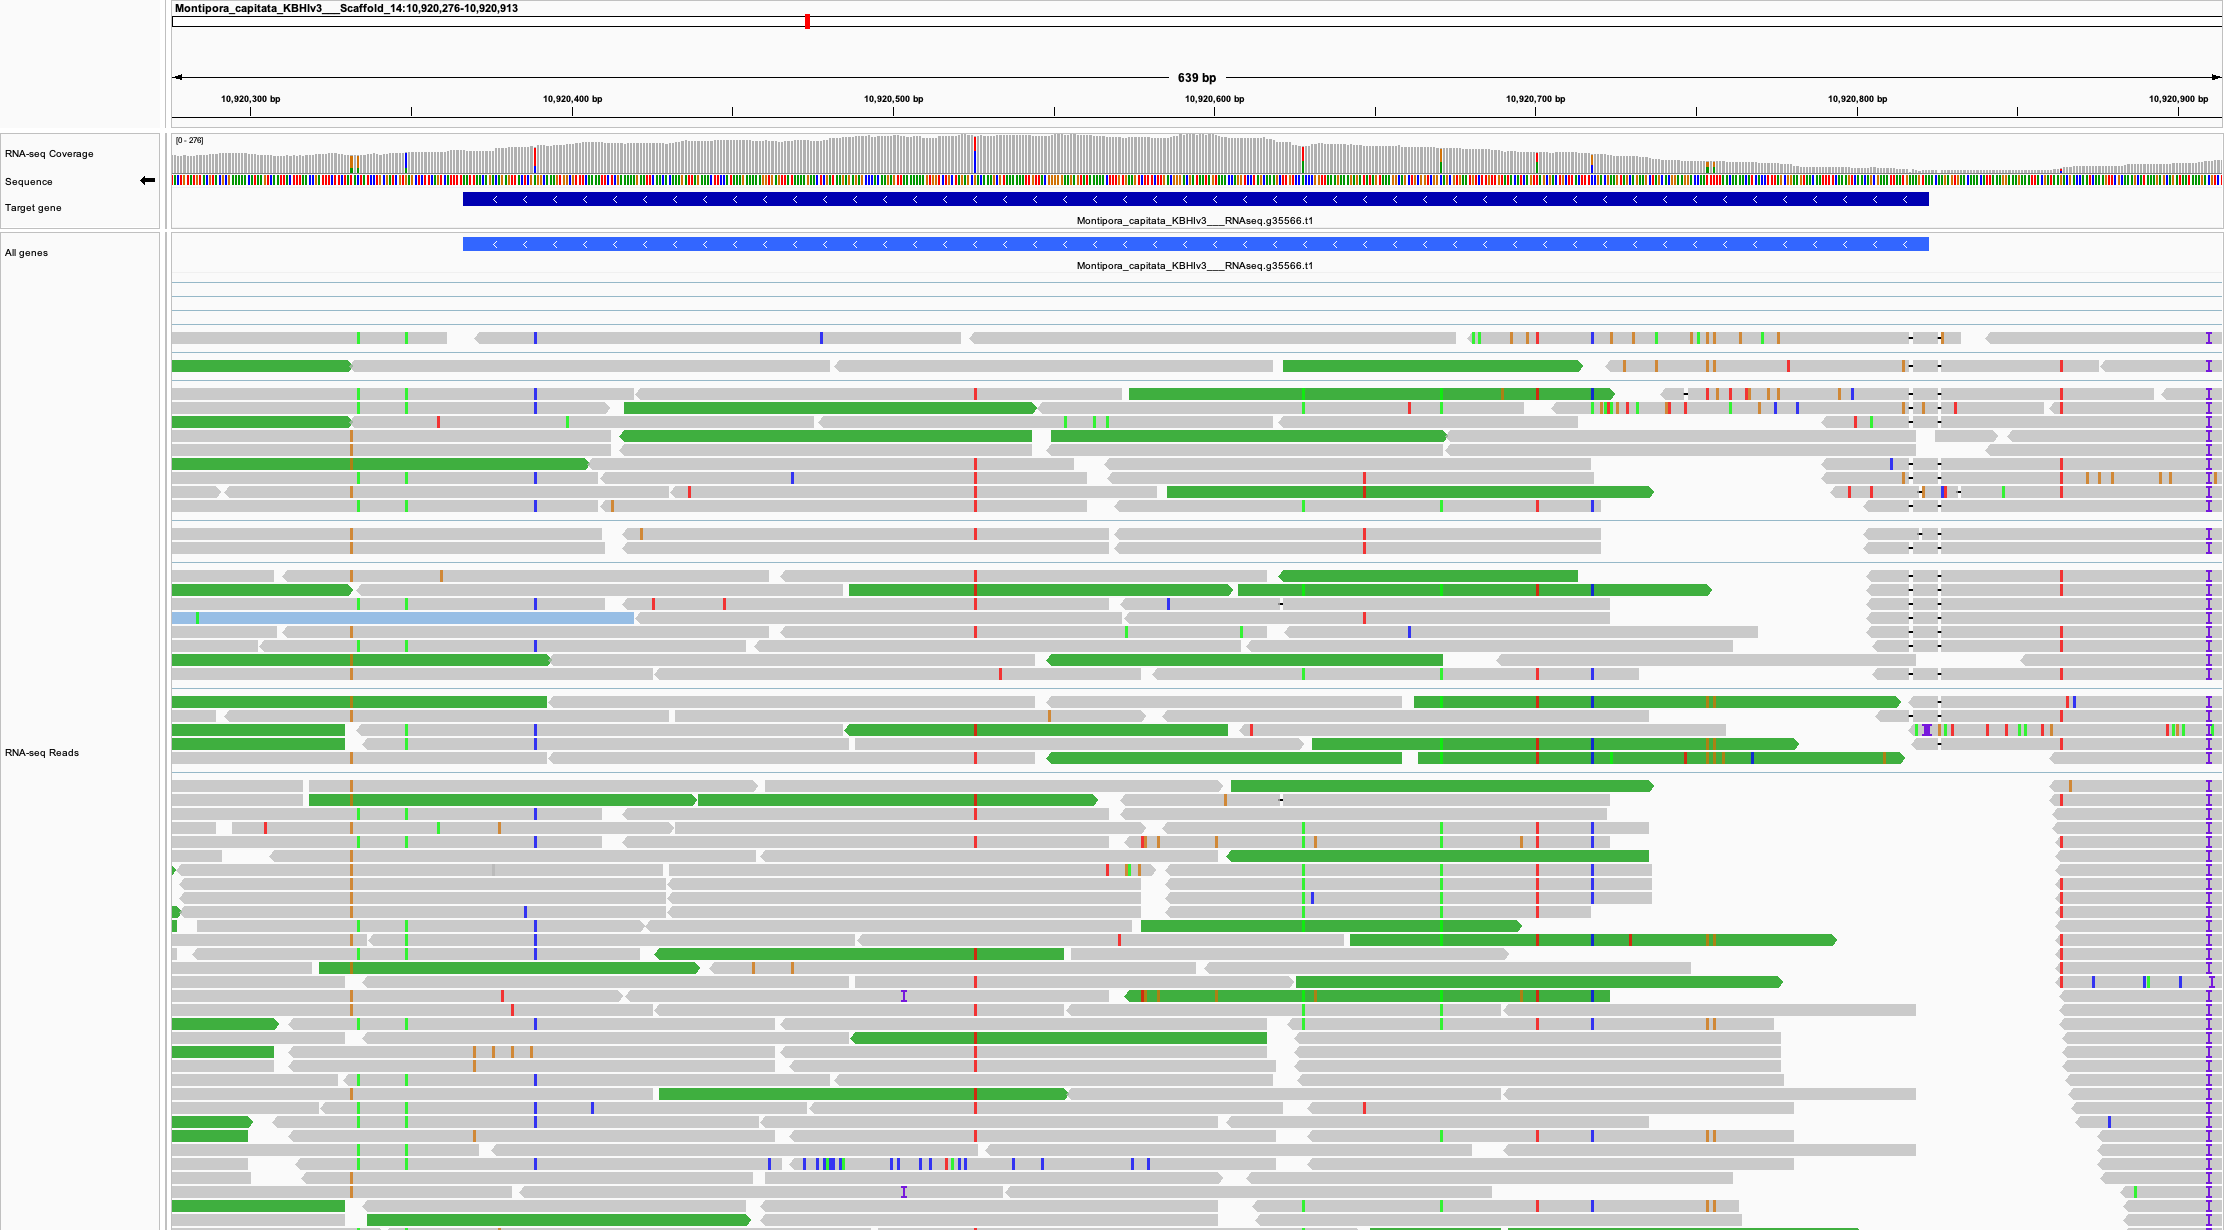 Montipora_capitata_KBHIv3___Scaffold_14:10,920,276-10,920,913
639 bp
10,920,300 bp 10,920,400 bp 10,920,500 bp 10,920,600 bp 10,920,700 bp 10,920,800 bp 10,920,900 bp
[0 - 276]
RNA-seq Coverage
Sequence
Target gene
Montipora_capitata_KBHIv3___RNAseq.g35566.t1
All genes
Montipora_capitata_KBHIv3___RNAseq.g35566.t1
RNA-seq Reads